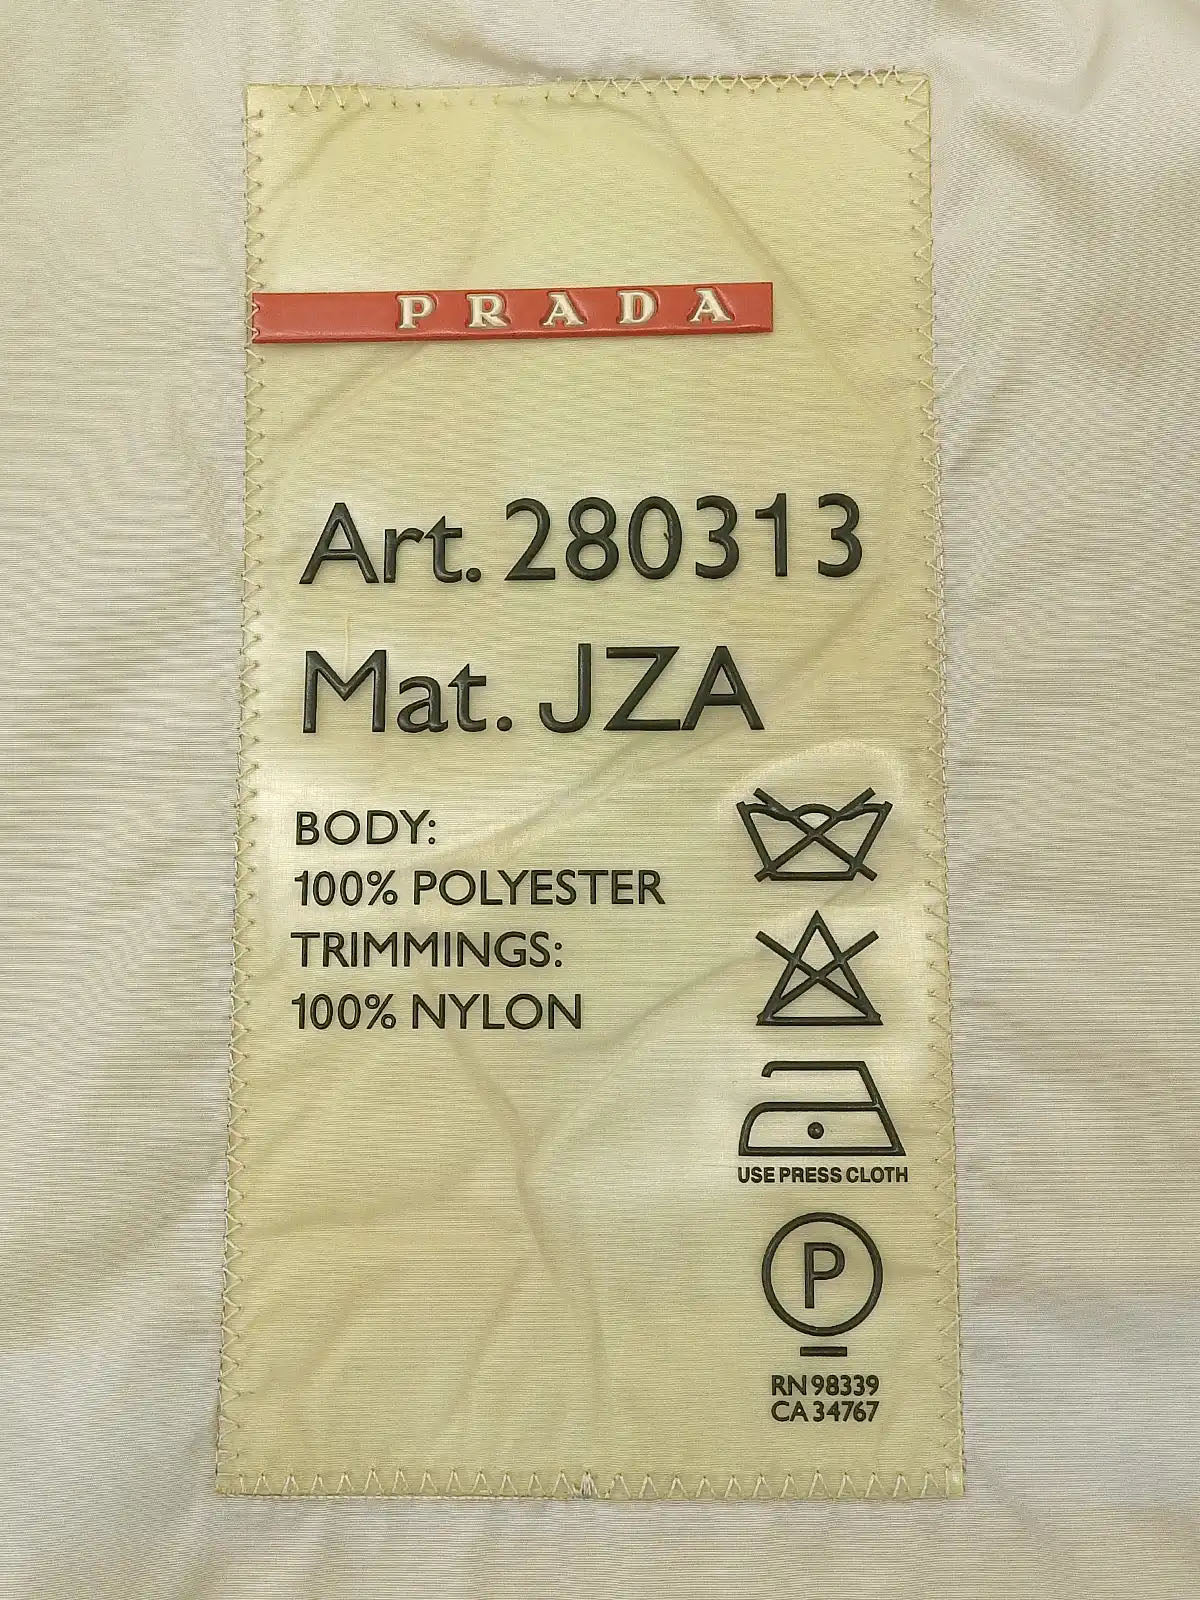 PRADA
Art. 280313
Mat. JZA
BODY:
100% POLYESTER
TRIMMINGS:
100% NYLON
USE PRESS CLOTH
P
RN 98339
CA 34767